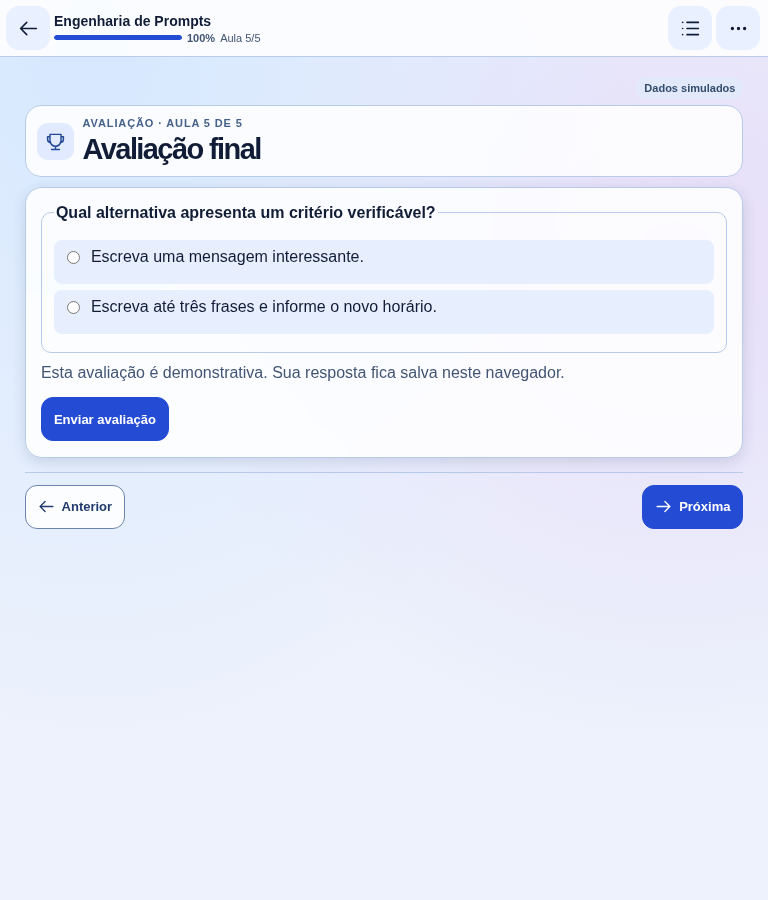 Engenharia de Prompts
100% Aula 5/5
Dados simulados
AVALIAÇÃO · AULA 5 DE 5
Avaliação final
Qual alternativa apresenta um critério verificável?
Escreva uma mensagem interessante.
Escreva até três frases e informe o novo horário.
Esta avaliação é demonstrativa. Sua resposta fica salva neste navegador.
Enviar avaliação
Anterior
Próxima